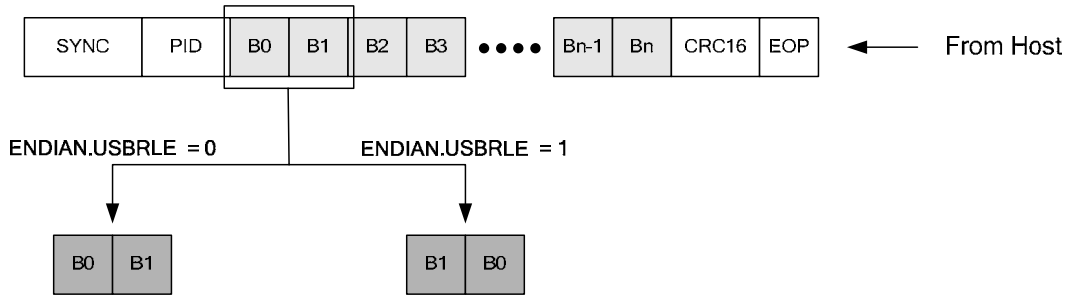 SYNC PID B0 B1 B2 B3 Bn-1 Bn CRC16 EOP From Host
ENDIAN.USBRLE = 0 ENDIAN.USBRLE = 1
B0 B1 B1 B0